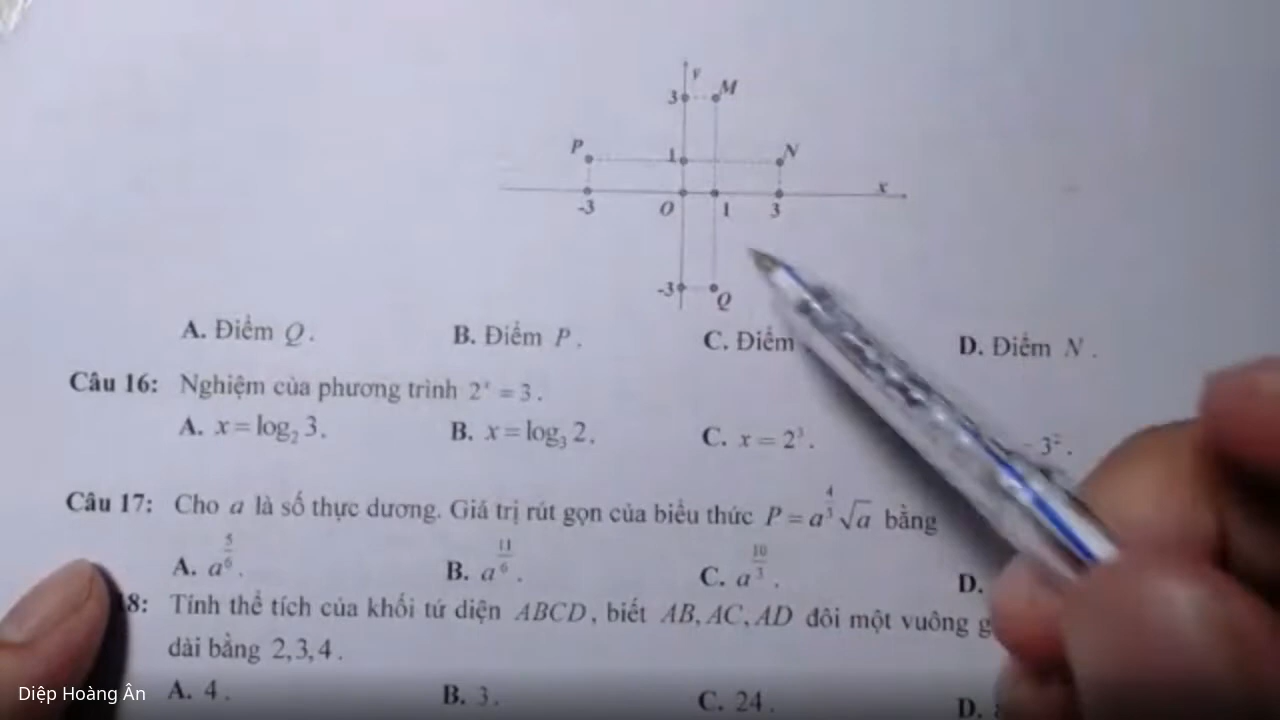 y
3 M
P 1 N
-3 O 1 3 x
-3 Q
A. Điểm Q. B. Điểm P. C. Điểm D. Điểm N.
Câu 16: Nghiệm của phương trình 2ˣ = 3.
A. x = log₂ 3. B. x = log₃ 2. C. x = 2³. 3².
Câu 17: Cho a là số thực dương. Giá trị rút gọn của biểu thức P = a^(4/3)√a bằng
A. a^(5/6). B. a^(11/6). C. a^(10/3). D.
8: Tính thể tích của khối tứ diện ABCD, biết AB, AC, AD đôi một vuông
dài bằng 2, 3, 4.
A. 4. B. 3. C. 24. D.
Diệp Hoàng Ân